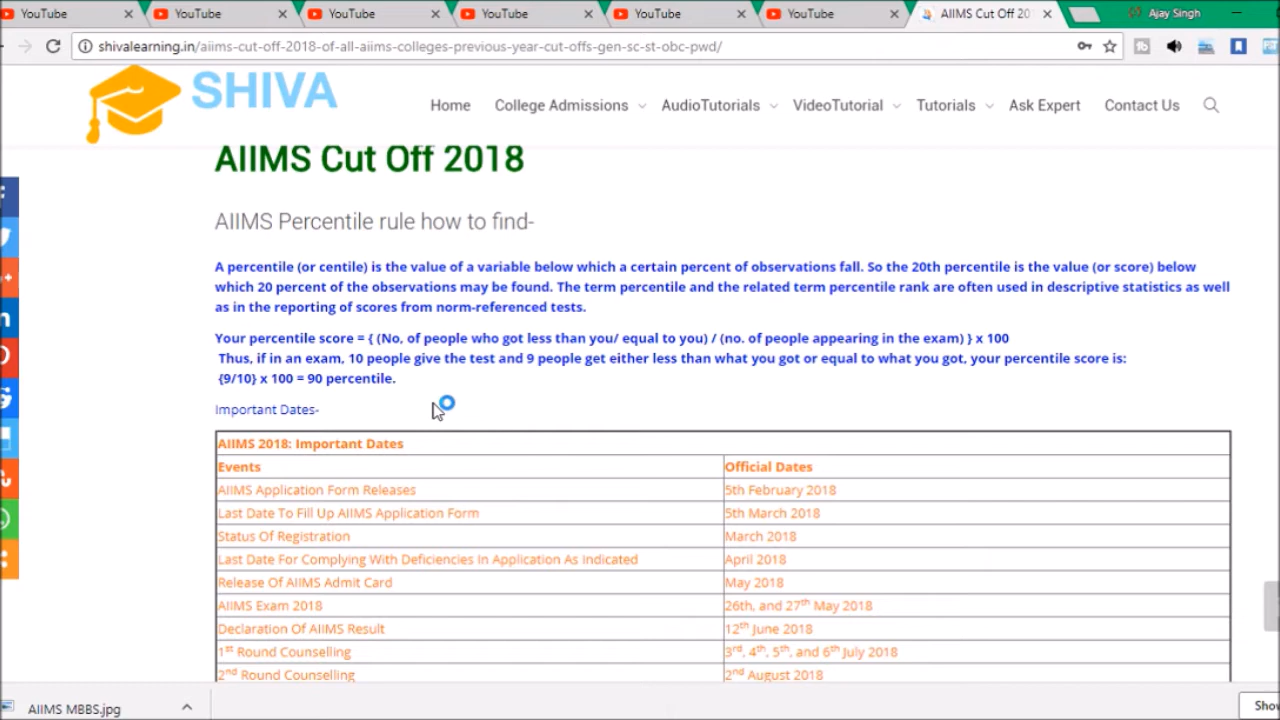 YouTube
YouTube
YouTube
YouTube
YouTube
YouTube
AIIMS Cut Off 20
Ajay Singh
shivalearning.in/aiims-cut-off-2018-of-all-aiims-colleges-previous-year-cut-offs-gen-sc-st-obc-pwd/
SHIVA
Home College Admissions AudioTutorials VideoTutorial Tutorials Ask Expert Contact Us
AIIMS Cut Off 2018
AIIMS Percentile rule how to find-
A percentile (or centile) is the value of a variable below which a certain percent of observations fall. So the 20th percentile is the value (or score) below
which 20 percent of the observations may be found. The term percentile and the related term percentile rank are often used in descriptive statistics as well
as in the reporting of scores from norm-referenced tests.
Your percentile score = { (No, of people who got less than you/ equal to you) / (no. of people appearing in the exam) } x 100
Thus, if in an exam, 10 people give the test and 9 people get either less than what you got or equal to what you got, your percentile score is:
{9/10} x 100 = 90 percentile.
Important Dates-
AIIMS 2018: Important Dates
Events Official Dates
AIIMS Application Form Releases 5th February 2018
Last Date To Fill Up AIIMS Application Form 5th March 2018
Status Of Registration March 2018
Last Date For Complying With Deficiencies In Application As Indicated April 2018
Release Of AIIMS Admit Card May 2018
AIIMS Exam 2018 26th, and 27th May 2018
Declaration Of AIIMS Result 12th June 2018
1st Round Counselling 3rd, 4th, 5th, and 6th July 2018
2nd Round Counselling 2nd August 2018
AIIMS MBBS.jpg
Show